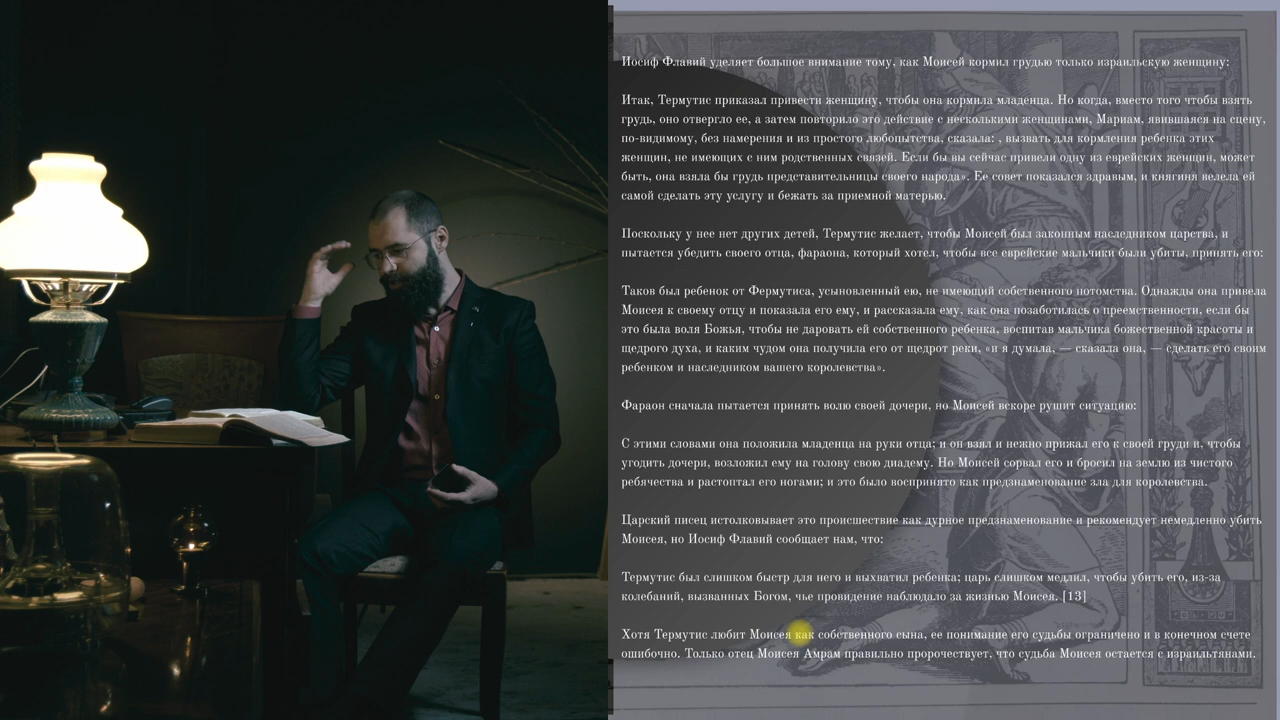 Иосиф Флавий уделяет большое внимание тому, как Моисей кормил грудью только израильскую женщину:
Итак, Термутис приказал привести женщину, чтобы она кормила младенца. Но когда, вместо того чтобы взять
грудь, оно отвергло ее, а затем повторило это действие с несколькими женщинами, Мариам, явившаяся на сцену,
по-видимому, без намерения и из простого любопытства, сказала: , вызвать для кормления ребенка этих
женщин, не имеющих с ним родственных связей. Если бы вы сейчас привели одну из еврейских женщин, может
быть, она взяла бы грудь представительницы своего народа». Ее совет показался здравым, и княгиня велела ей
самой сделать эту услугу и бежать за приемной матерью.
Поскольку у нее нет других детей, Термутис желает, чтобы Моисей был законным наследником царства, и
пытается убедить своего отца, фараона, который хотел, чтобы все еврейские мальчики были убиты, принять его:
Таков был ребенок от Фермутиса, усыновленный ею, не имеющий собственного потомства. Однажды она привела
Моисея к своему отцу и показала его ему, и рассказала ему, как она позаботилась о преемственности, если бы
это была воля Божья, чтобы не даровать ей собственного ребенка, воспитав мальчика божественной красоты и
щедрого духа, и каким чудом она получила его от щедрот реки, «и я думала, — сказала она, — сделать его своим
ребенком и наследником вашего королевства».
Фараон сначала пытается принять волю своей дочери, но Моисей вскоре рушит ситуацию:
С этими словами она положила младенца на руки отца; и он взял и нежно прижал его к своей груди и, чтобы
угодить дочери, возложил ему на голову свою диадему. Но Моисей сорвал его и бросил на землю из чистого
ребячества и растоптал его ногами; и это было воспринято как предзнаменование зла для королевства.
Царский писец истолковывает это происшествие как дурное предзнаменование и рекомендует немедленно убить
Моисея, но Иосиф Флавий сообщает нам, что:
Термутис был слишком быстр для него и выхватил ребенка; царь слишком медлил, чтобы убить его, из-за
колебаний, вызванных Богом, чье провидение наблюдало за жизнью Моисея. [13]
Хотя Термутис любит Моисея как собственного сына, ее понимание его судьбы ограничено и в конечном счете
ошибочно. Только отец Моисея Амрам правильно пророчествует, что судьба Моисея остается с израильтянами.